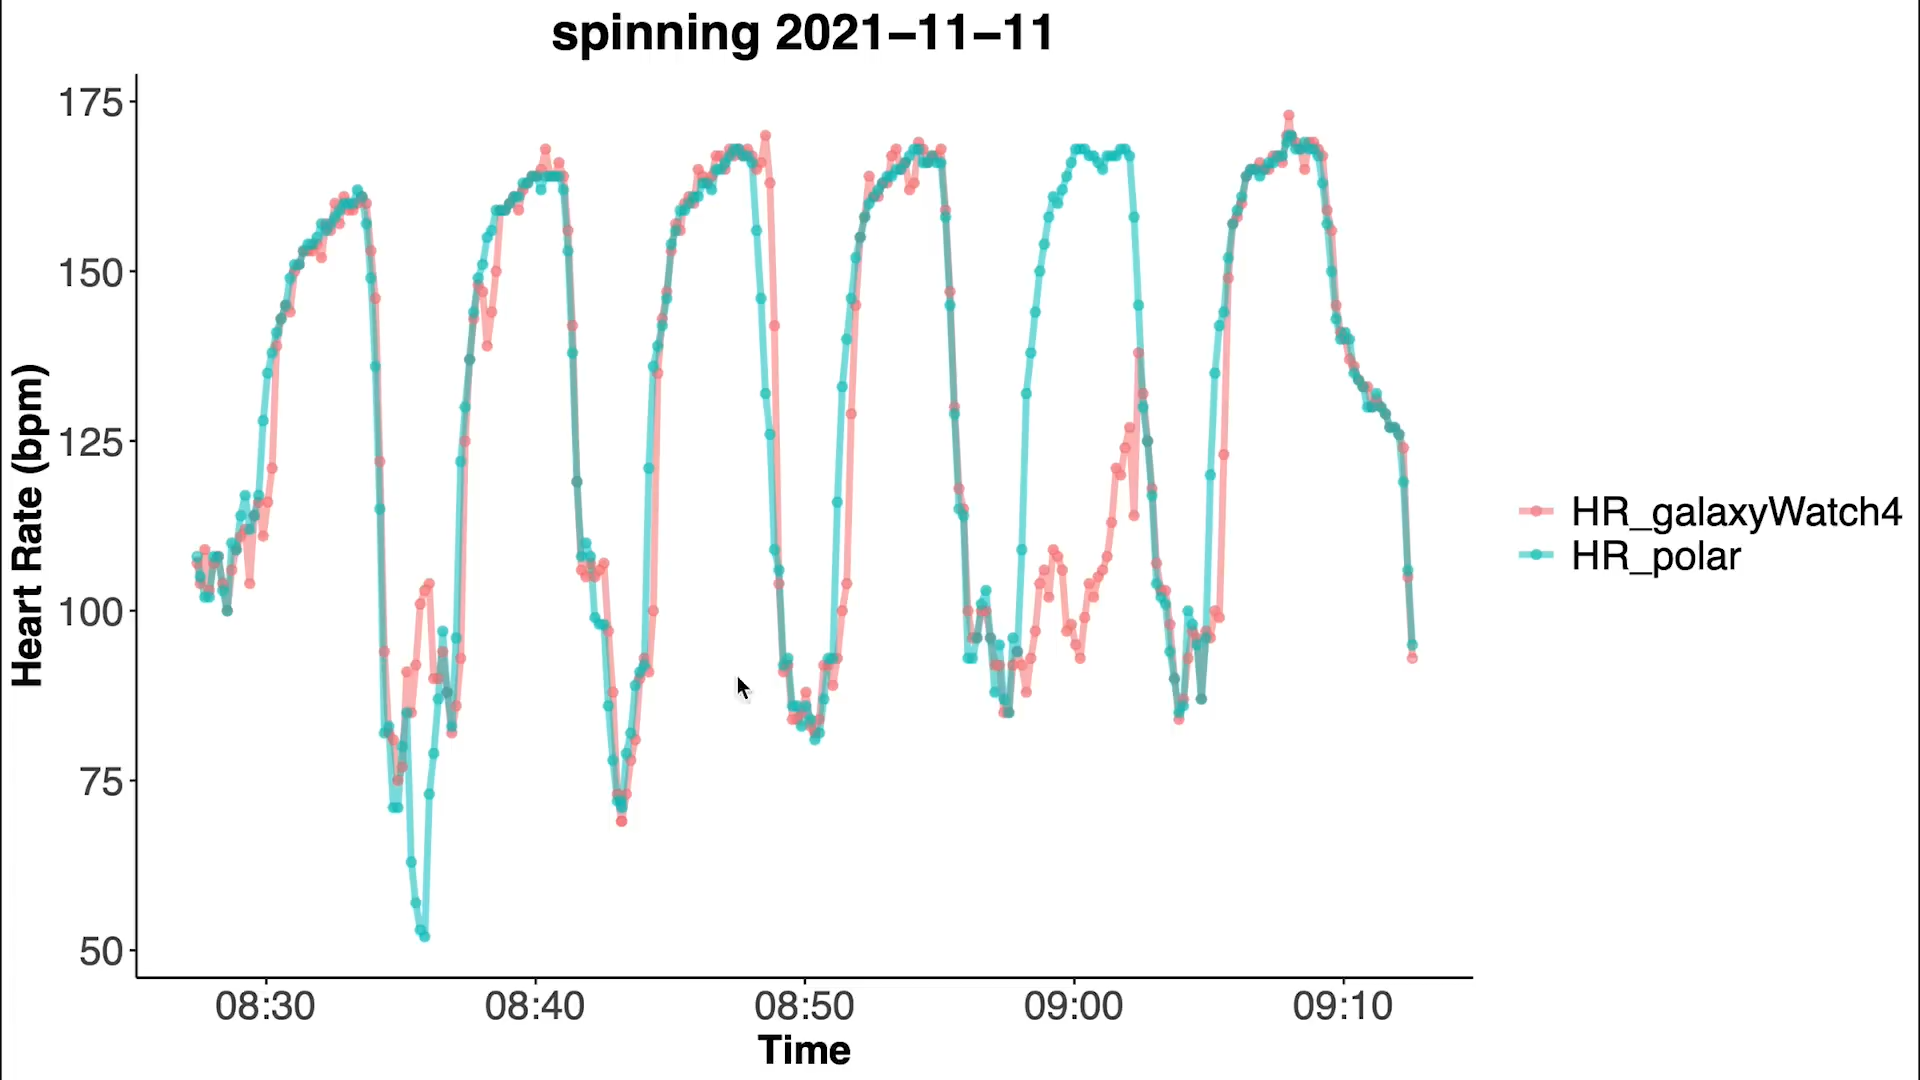 spinning 2021–11–11
Heart Rate (bpm)
175
150
125
100
75
50
08:30 08:40 08:50 09:00 09:10
Time
HR_galaxyWatch4
HR_polar